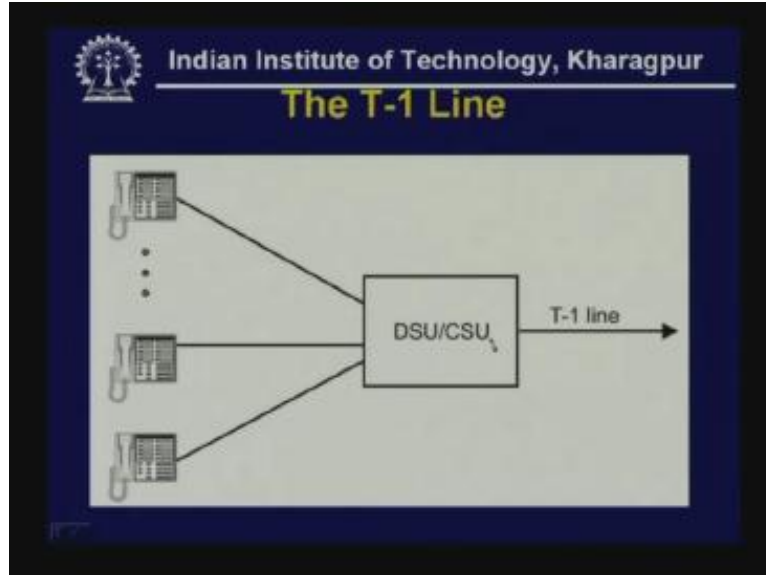 Indian Institute of Technology, Kharagpur
The T-1 Line
DSU/CSU
T-1 line